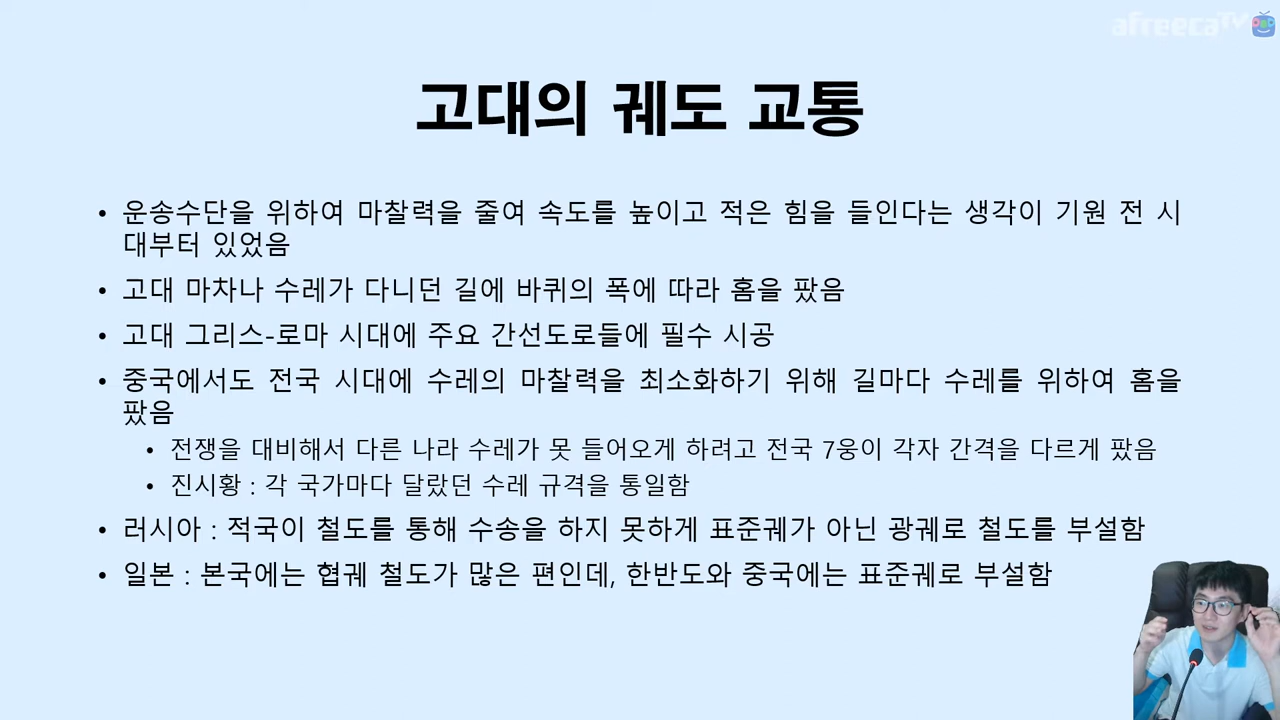 afreecaTV
고대의 궤도 교통
• 운송수단을 위하여 마찰력을 줄여 속도를 높이고 적은 힘을 들인다는 생각이 기원 전 시
대부터 있었음
• 고대 마차나 수레가 다니던 길에 바퀴의 폭에 따라 홈을 팠음
• 고대 그리스-로마 시대에 주요 간선도로들에 필수 시공
• 중국에서도 전국 시대에 수레의 마찰력을 최소화하기 위해 길마다 수레를 위하여 홈을
팠음
• 전쟁을 대비해서 다른 나라 수레가 못 들어오게 하려고 전국 7웅이 각자 간격을 다르게 팠음
• 진시황 : 각 국가마다 달랐던 수레 규격을 통일함
• 러시아 : 적국이 철도를 통해 수송을 하지 못하게 표준궤가 아닌 광궤로 철도를 부설함
• 일본 : 본국에는 협궤 철도가 많은 편인데, 한반도와 중국에는 표준궤로 부설함